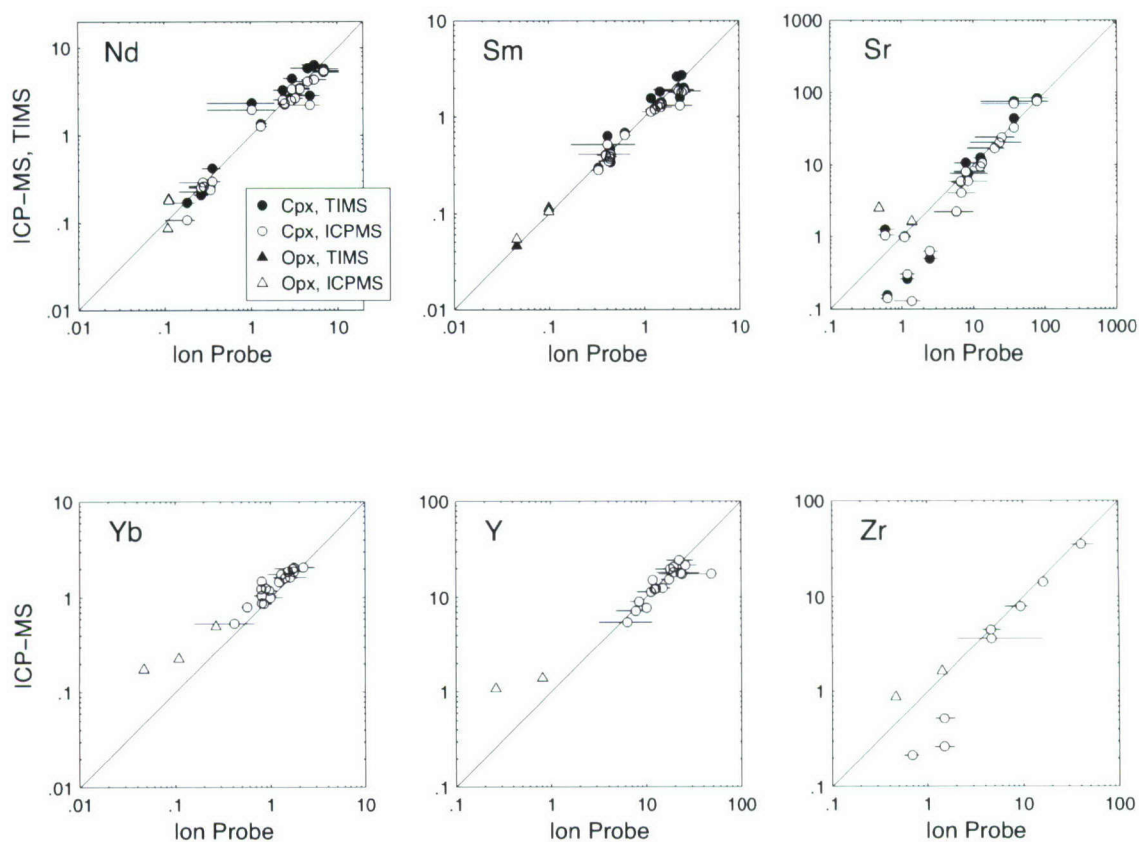 Nd
10
1
.1
.01
.01
.1
1
10
Ion Probe
ICP−MS, TIMS
Cpx, TIMS
Cpx, ICPMS
Opx, TIMS
Opx, ICPMS
Sm
10
1
.1
.01
.01
.1
1
10
Ion Probe
Sr
1000
100
10
1
.1
.1
1
10
100
1000
Ion Probe
Yb
10
1
.1
.01
.01
.1
1
10
Ion Probe
ICP−MS
Y
100
10
1
.1
.1
1
10
100
Ion Probe
Zr
100
10
1
.1
.1
1
10
100
Ion Probe